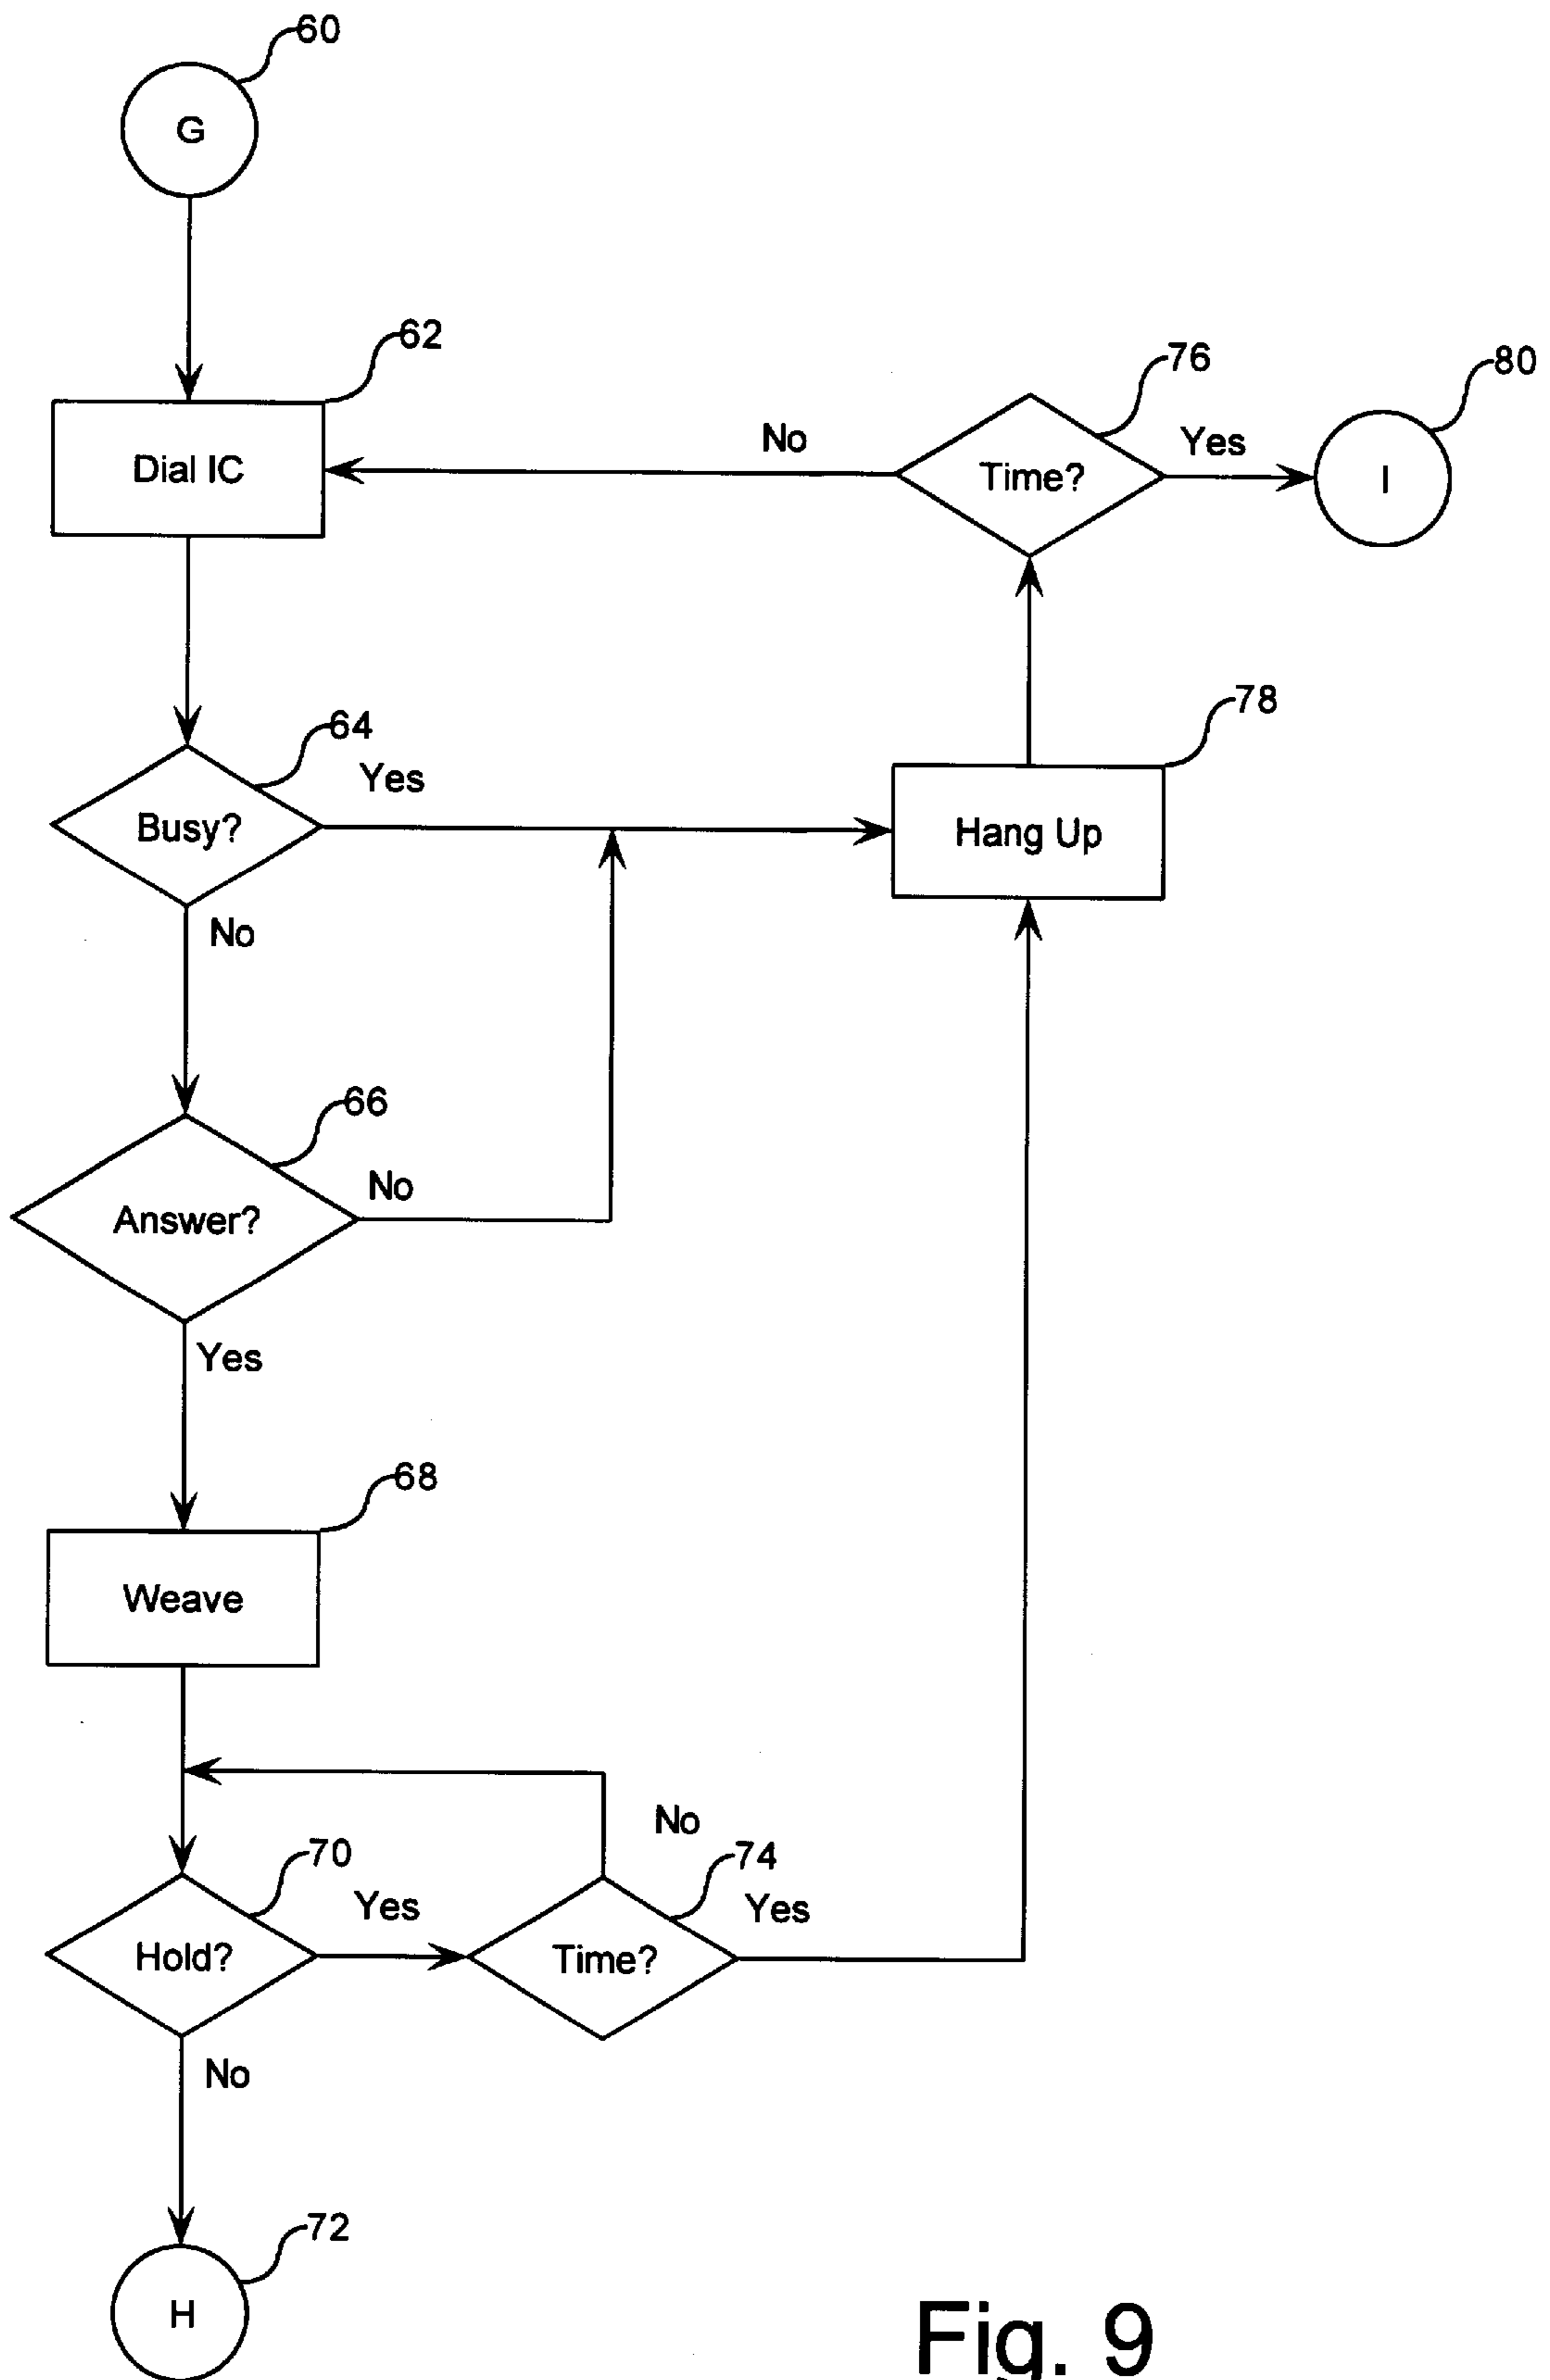 60
G
62
Dial IC
No
76
Time?
Yes
80
I
64
Busy?
Yes
78
Hang Up
No
66
Answer?
No
Yes
68
Weave
No
70
Hold?
Yes
74
Time?
Yes
No
72
H
Fig. 9